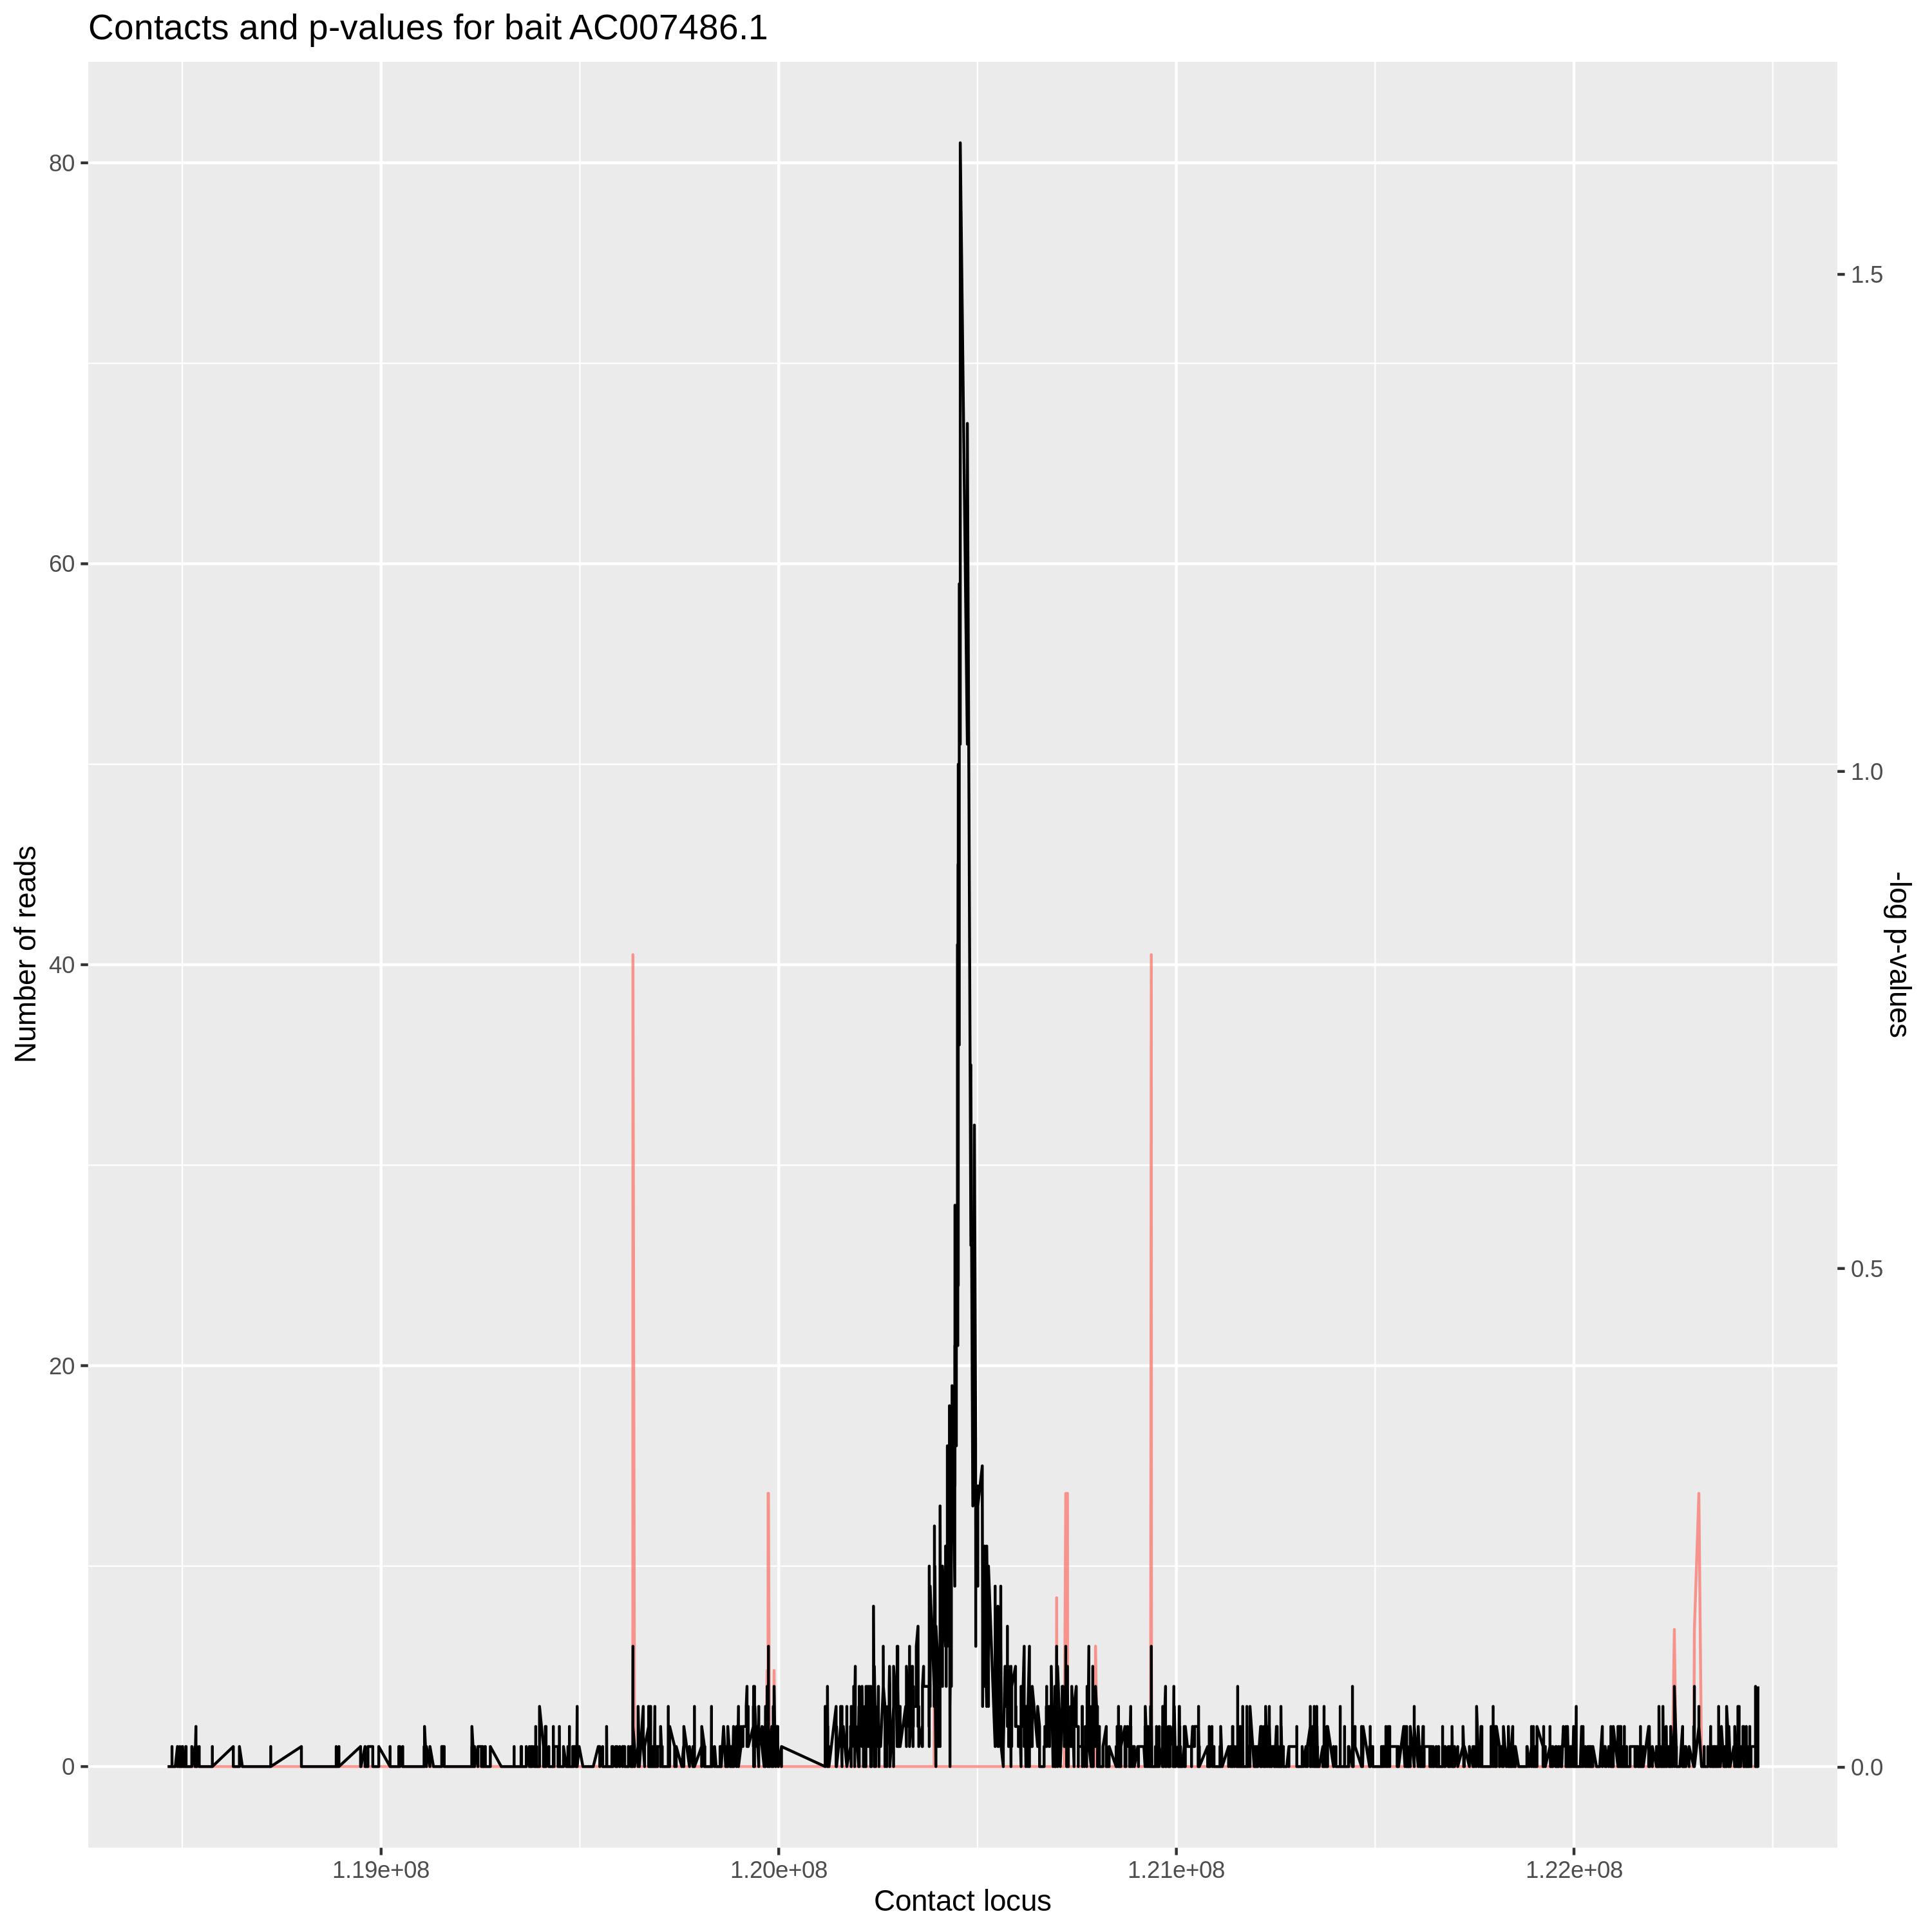 Contacts and p-values for bait AC007486.1
80
60
40
20
0
Number of reads
1.5
1.0
0.5
0.0
-log p-values
1.19e+08
1.20e+08
1.21e+08
1.22e+08
Contact locus